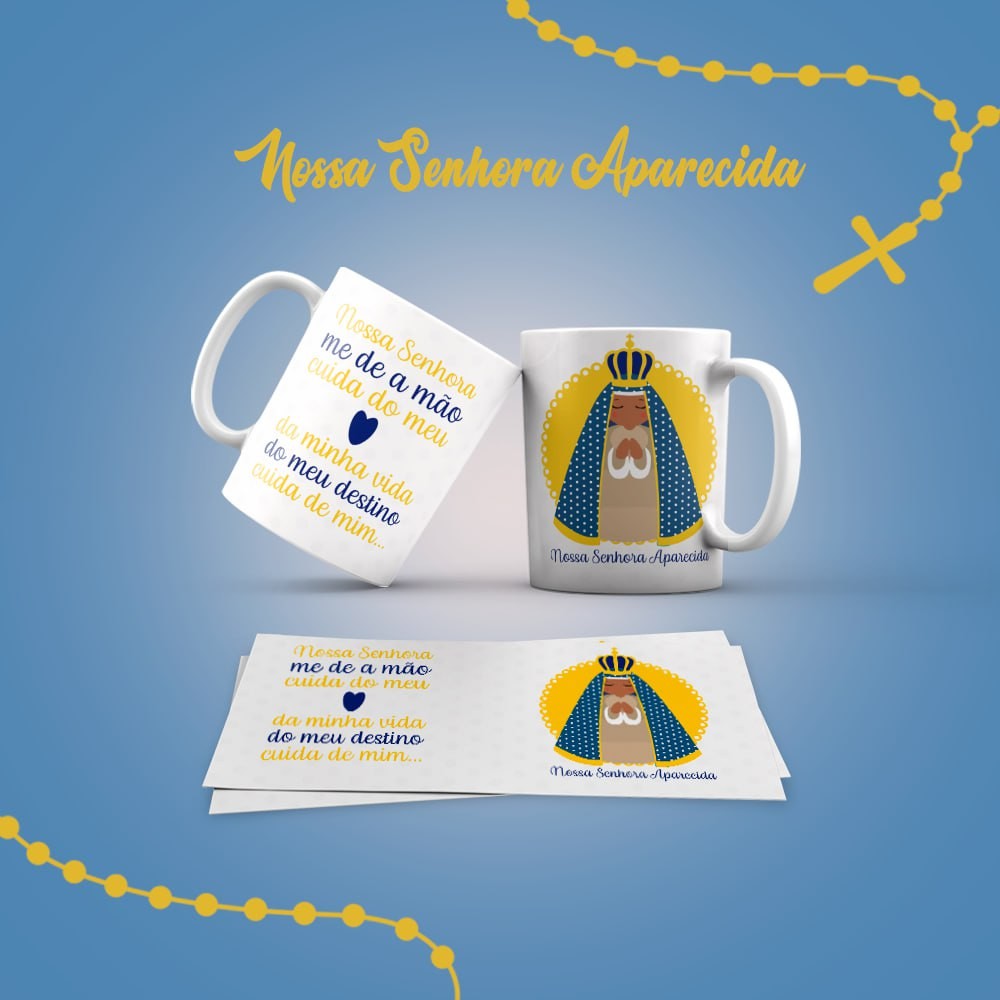 Nossa Senhora Aparecida
Nossa Senhora
me de a mão
cuida do meu
da minha vida
do meu destino
cuida de mim...
Nossa Senhora Aparecida
Nossa Senhora
me de a mão
cuida do meu
da minha vida
do meu destino
cuida de mim...
Nossa Senhora Aparecida